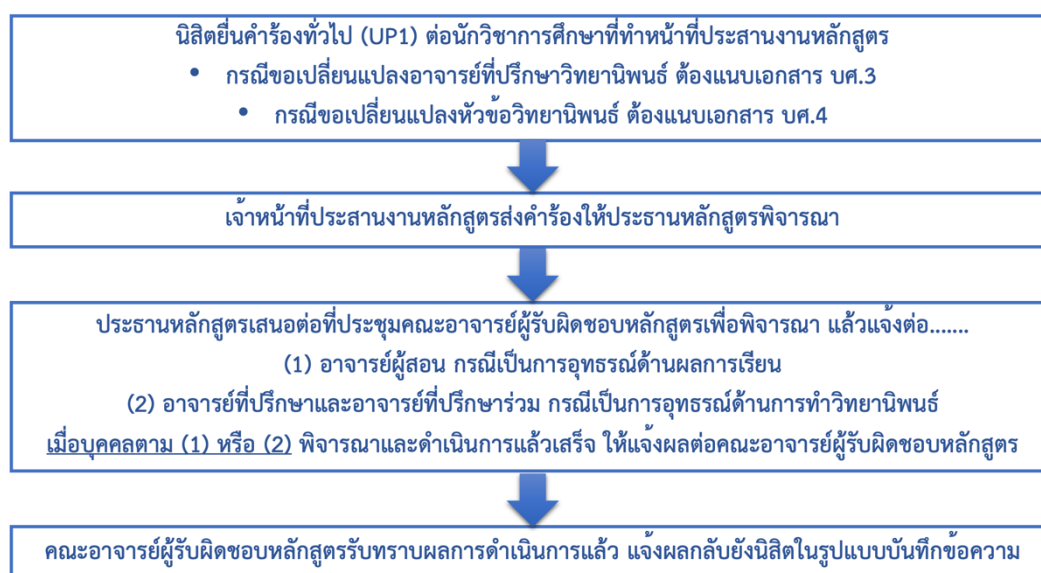 นิสิตยื่นคำร้องทั่วไป (UP1) ต่อนักวิชาการศึกษาที่ทำหน้าที่ประสานงานหลักสูตร
• กรณีขอเปลี่ยนแปลงอาจารย์ที่ปรึกษาวิทยานิพนธ์ ต้องแนบเอกสาร บศ.3
• กรณีขอเปลี่ยนแปลงหัวข้อวิทยานิพนธ์ ต้องแนบเอกสาร บศ.4
เจ้าหน้าที่ประสานงานหลักสูตรส่งคำร้องให้ประธานหลักสูตรพิจารณา
ประธานหลักสูตรเสนอต่อที่ประชุมคณะอาจารย์ผู้รับผิดชอบหลักสูตรเพื่อพิจารณา แล้วแจ้งต่อ.......
(1) อาจารย์ผู้สอน กรณีเป็นการอุทธรณ์ด้านผลการเรียน
(2) อาจารย์ที่ปรึกษาและอาจารย์ที่ปรึกษาร่วม กรณีเป็นการอุทธรณ์ด้านการทำวิทยานิพนธ์
เมื่อบุคคลตาม (1) หรือ (2) พิจารณาและดำเนินการแล้วเสร็จ ให้แจ้งผลต่อคณะอาจารย์ผู้รับผิดชอบหลักสูตร
คณะอาจารย์ผู้รับผิดชอบหลักสูตรรับทราบผลการดำเนินการแล้ว แจ้งผลกลับยังนิสิตในรูปแบบบันทึกข้อความ